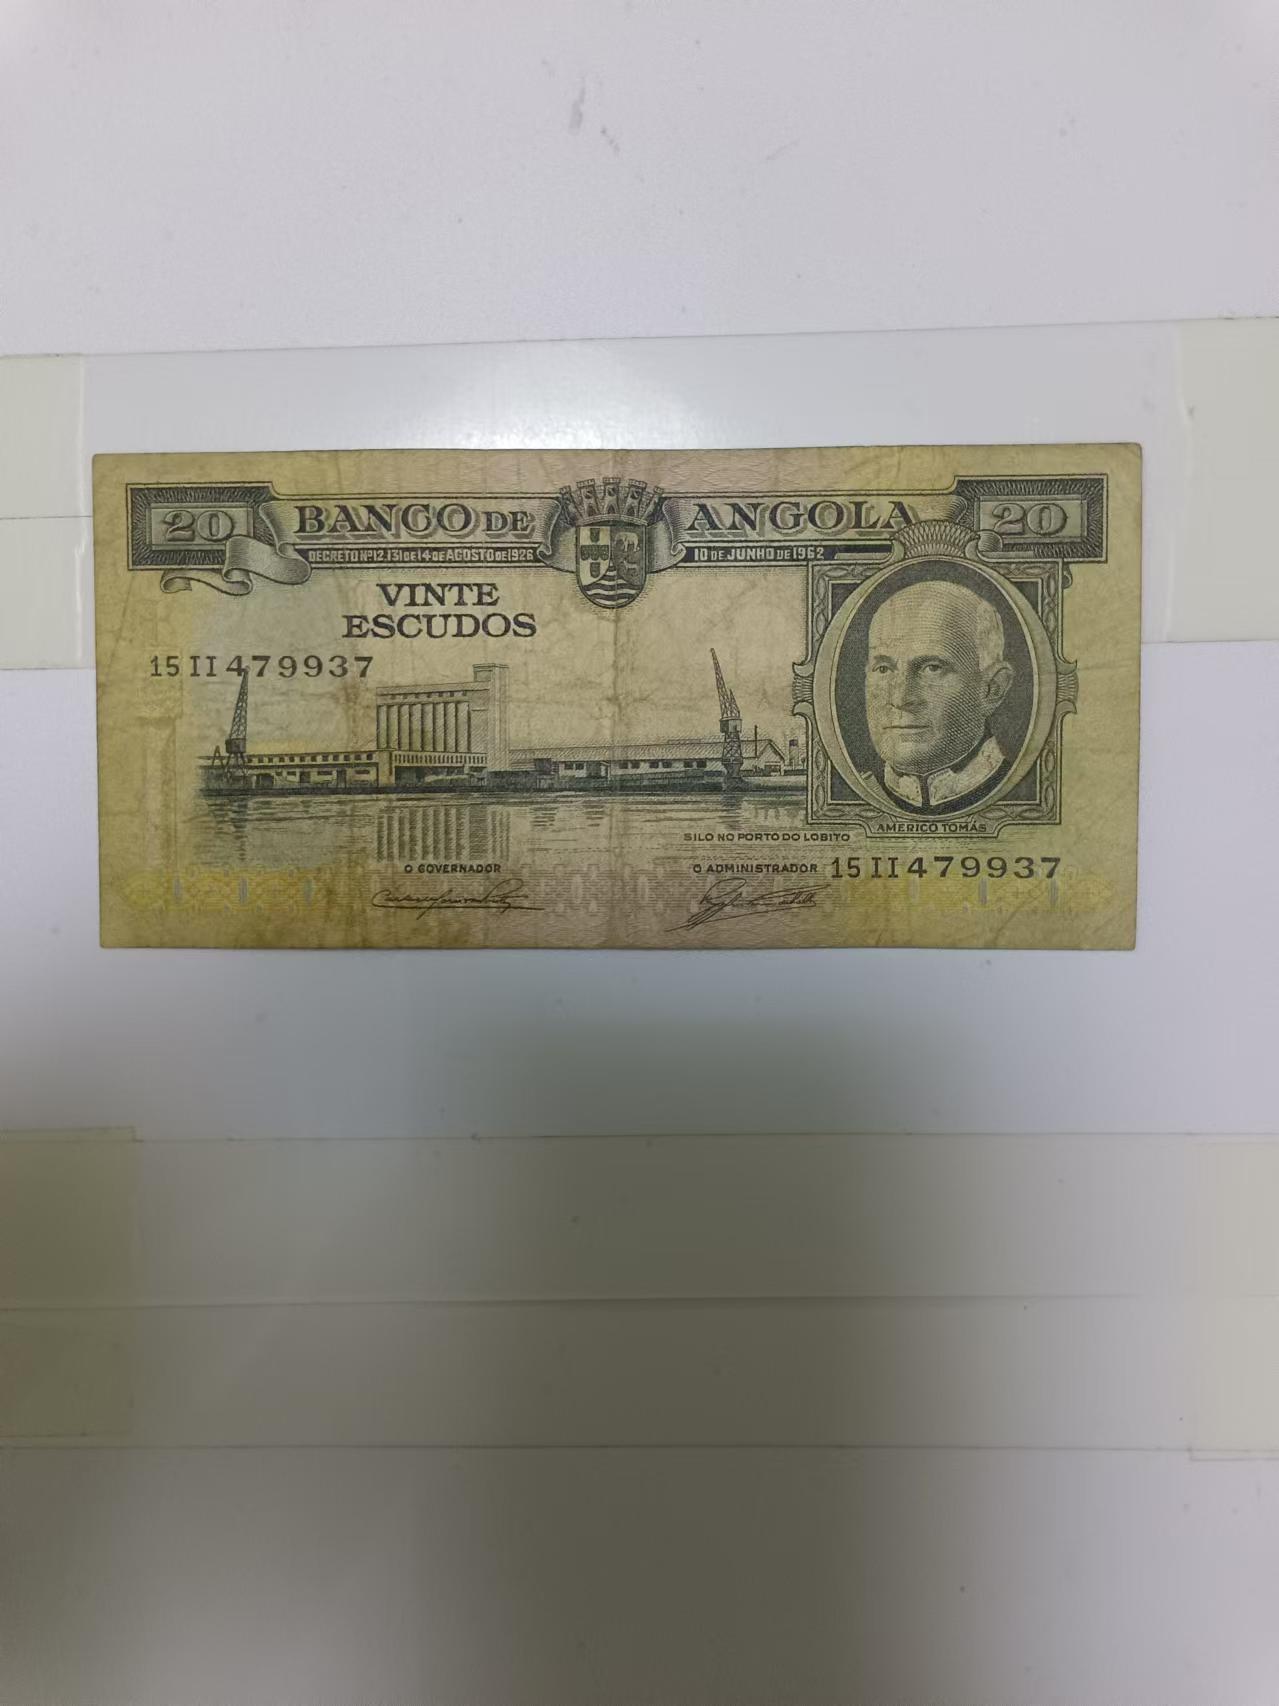 20 BANCO DE ANGOLA 20
DECRETO Nº 12.131 DE 14 DE AGOSTO DE 1926 10 DE JUNHO DE 1962
VINTE
ESCUDOS
15 II 479937
SILO NO PORTO DO LOBITO
AMERICO TOMÁS
O GOVERNADOR
O ADMINISTRADOR
15 II 479937